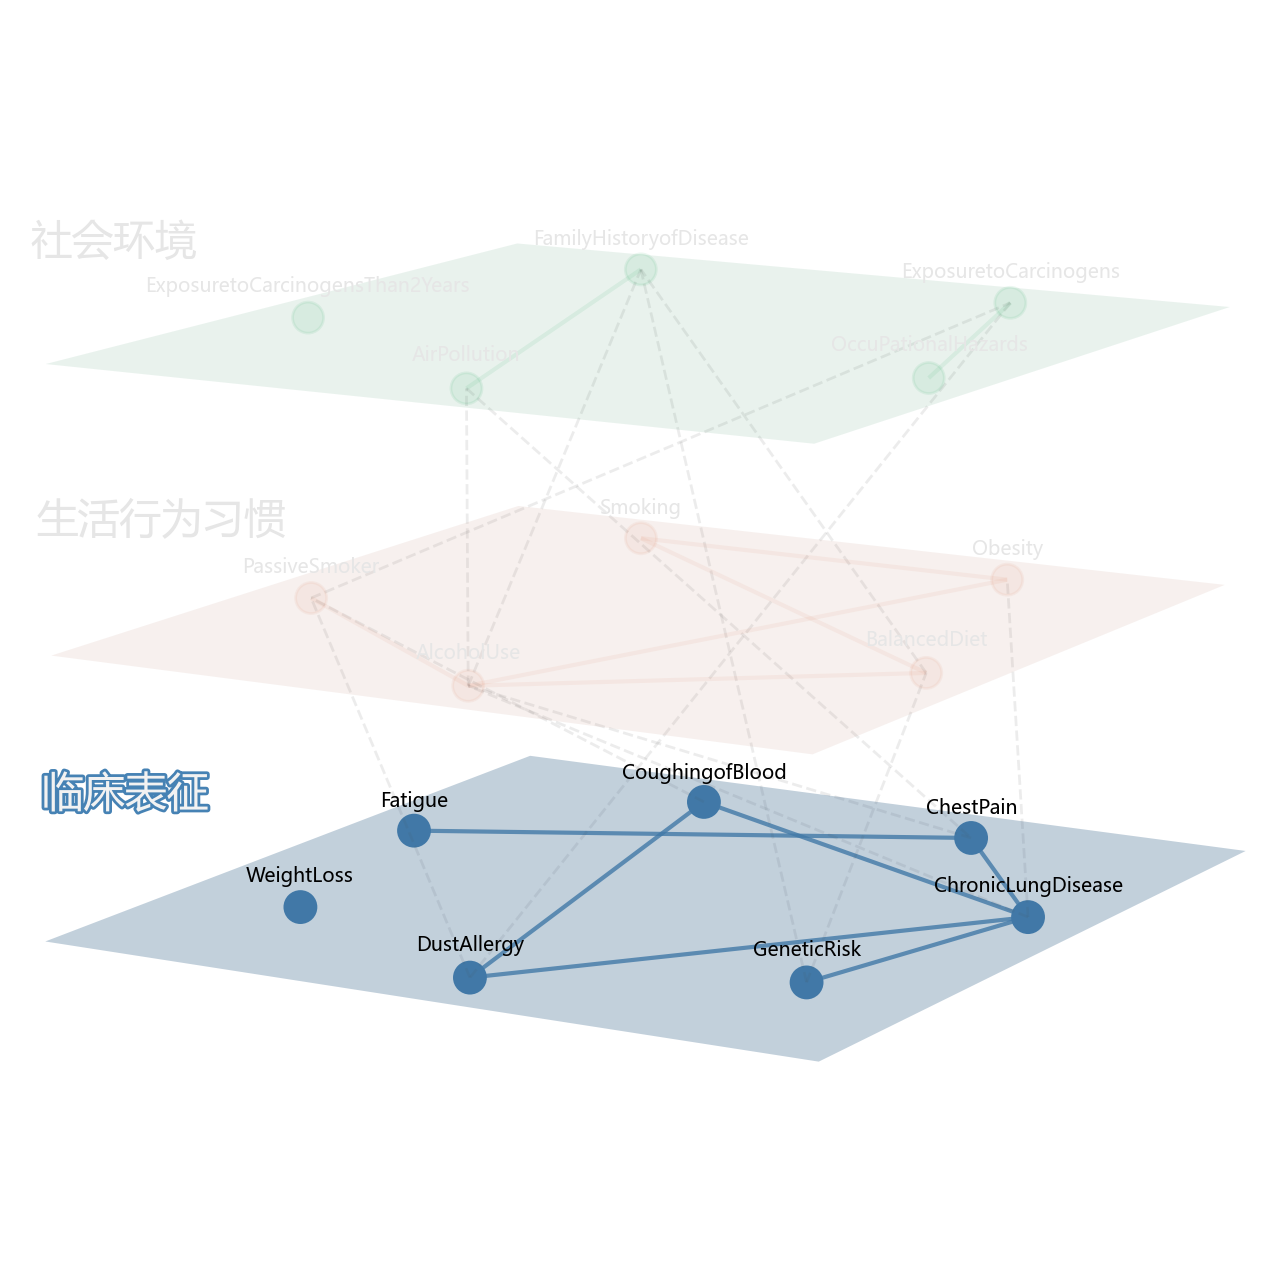 社会环境
FamilyHistoryofDisease
ExposuretoCarcinogens
ExposuretoCarcinogensThan2Years
OccuPationalHazards
AirPollution
生活行为习惯
Smoking
Obesity
PassiveSmoker
BalancedDiet
AlcoholUse
临床表征
CoughingofBlood
Fatigue
ChestPain
WeightLoss
ChronicLungDisease
DustAllergy
GeneticRisk